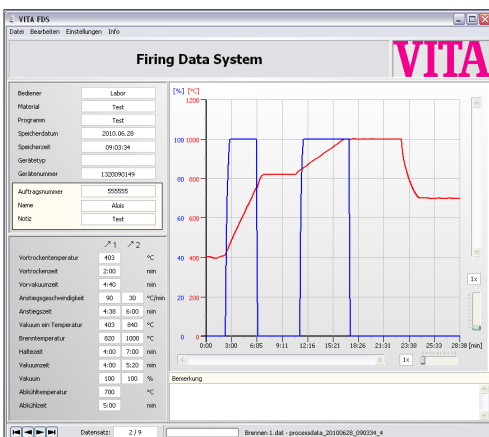 VITA FDS
Datei Bearbeiten Einstellungen Info
Firing Data System
VITA
Bediener Labor
Material Test
Programm Test
Speicherdatum 2010.06.28
Speicherzeit 09:03:34
Gerätetyp
Gerätenummer 1320090149
Auftragsnummer 555555
Name Alois
Notiz Test
↗ 1 ↗ 2
Vortrockentemperatur 403 °C
Vortrockenzeit 2:00 min
Vorvakuumzeit 4:40 min
Anstiegsgeschwindigkeit 90 30 °C/min
Anstiegszeit 4:38 6:00 min
Vakuum ein Temperatur 403 840 °C
Brenntemperatur 820 1000 °C
Haltezeit 4:00 7:00 min
Vakuumzeit 4:00 5:20 min
Vakuum 100 100 %
Abkühltemperatur 700 °C
Abkühlzeit 5:00 min
[%] [°C]
1200
100 1000
80 800
60 600
40 400
20 200
0 0
0:00 3:00 6:05 9:11 12:16 15:21 18:26 21:31 23:38 25:33 28:38 [min]
1x
1x
Bemerkung
Datensatz: 2 / 9
Brennen 1.dat - processdata_20100628_090334_4